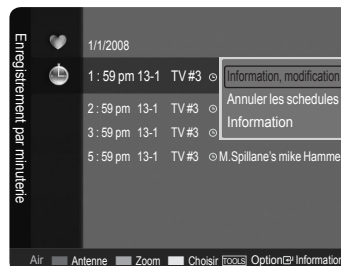 Enregistrement par minuterie
1/1/2008
1 : 59 pm 13-1 TV #3 Information, modification
Annuler les schedules
2 : 59 pm 13-1 TV #3
Information
3 : 59 pm 13-1 TV #3
5 : 59 pm 13-1 TV #3 M.Spillane's mike Hamme
Air Antenne Zoom Choisir TOOLS Option Information